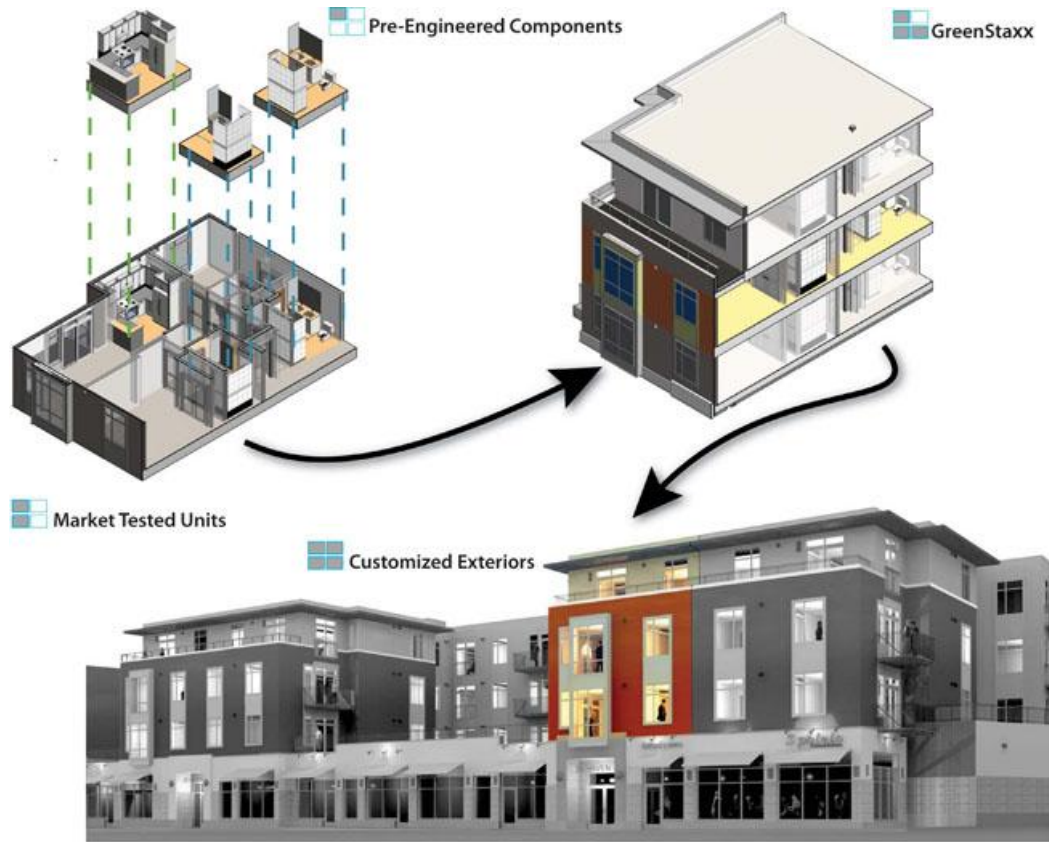 Pre-Engineered Components
GreenStaxx
Market Tested Units
Customized Exteriors